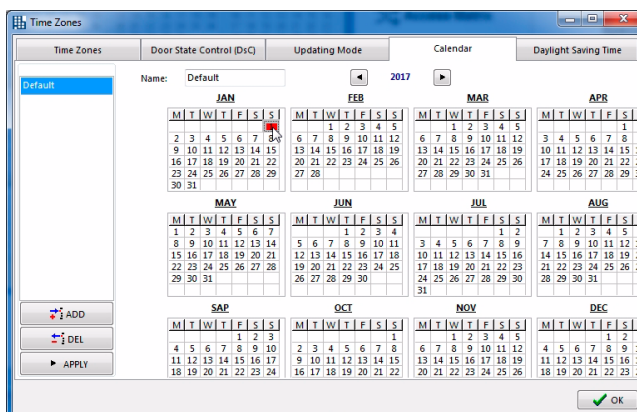 Time Zones
Time Zones Door State Control (DsC) Updating Mode Calendar Daylight Saving Time
Default
Name: Default 2017
JAN FEB MAR APR
M T W T F S S M T W T F S S M T W T F S S M T W T F S
1 2 3 4 5 1 2 3 4 5 1
2 3 4 5 6 7 8 6 7 8 9 10 11 12 6 7 8 9 10 11 12 3 4 5 6 7 8
9 10 11 12 13 14 15 13 14 15 16 17 18 19 13 14 15 16 17 18 19 10 11 12 13 14 15
16 17 18 19 20 21 22 20 21 22 23 24 25 26 20 21 22 23 24 25 26 17 18 19 20 21 22
23 24 25 26 27 28 29 27 28 27 28 29 30 31 24 25 26 27 28 29
30 31
MAY JUN JUL AUG
M T W T F S S M T W T F S S M T W T F S S M T W T F S
1 2 3 4 5 6 7 1 2 3 4 1 2 1 2 3 4 5
8 9 10 11 12 13 14 5 6 7 8 9 10 11 3 4 5 6 7 8 9 7 8 9 10 11 12
15 16 17 18 19 20 21 12 13 14 15 16 17 18 10 11 12 13 14 15 16 14 15 16 17 18 19
22 23 24 25 26 27 28 19 20 21 22 23 24 25 17 18 19 20 21 22 23 21 22 23 24 25 26
29 30 31 26 27 28 29 30 24 25 26 27 28 29 30 28 29 30 31
31
SAP OCT NOV DEC
M T W T F S S M T W T F S S M T W T F S S M T W T F S
1 2 3 1 1 2 3 4 5 1 2
4 5 6 7 8 9 10 2 3 4 5 6 7 8 6 7 8 9 10 11 12 4 5 6 7 8 9
11 12 13 14 15 16 17 9 10 11 12 13 14 15 13 14 15 16 17 18 19 11 12 13 14 15 16
18 19 20 21 22 23 24 16 17 18 19 20 21 22 20 21 22 23 24 25 26 18 19 20 21 22 23
ADD
DEL
APPLY
OK